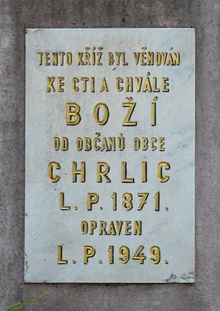 TENTO KŘÍŽ BYL VĚNOVÁN
KE CTI A CHVÁLE
BOŽÍ
OD OBČANŮ OBCE
CHRLIC
L. P. 1871.
OPRAVEN
L. P. 1949.